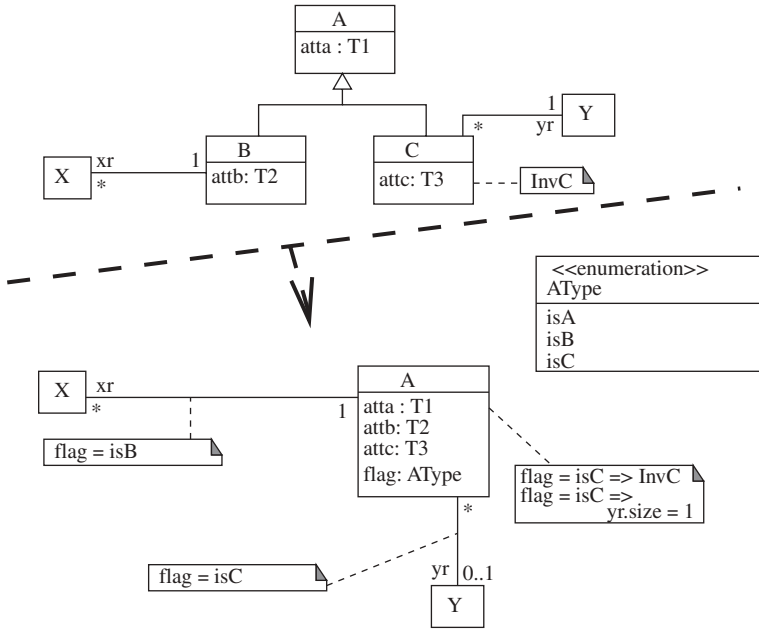 A
atta : T1
1
Y
*
yr
B
C
xr
1
X
*
attb: T2
attc: T3
InvC
<<enumeration>>
AType
isA
isB
isC
A
X
xr
*
1
atta : T1
attb: T2
attc: T3
flag: AType
flag = isB
flag = isC => InvC
flag = isC =>
yr.size = 1
*
flag = isC
yr
0..1
Y